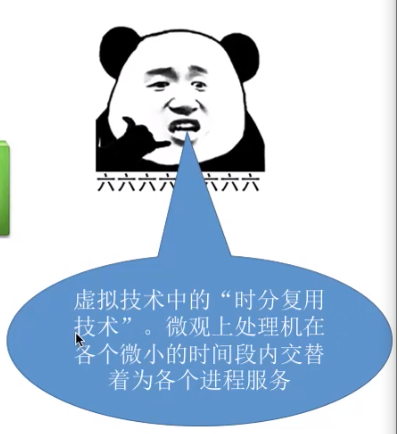 六六六六六六六六
虚拟技术中的“时分复用
技术”。微观上处理机在
各个微小的时间段内交替
着为各个进程服务